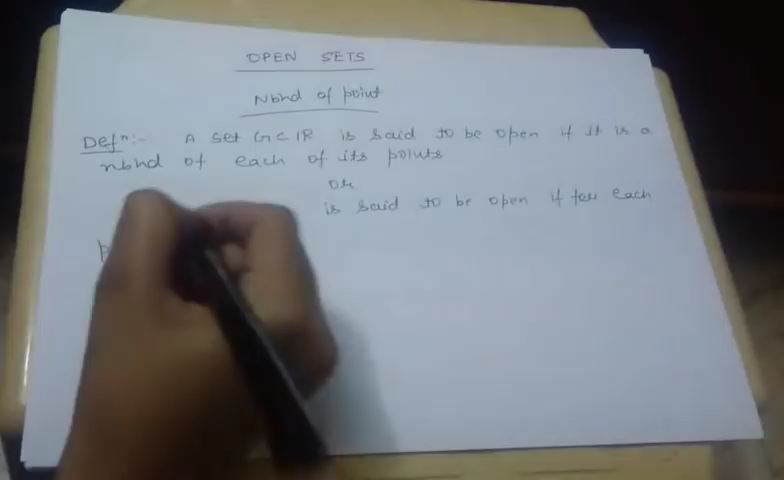 OPEN SETS
Nbhd of point
Defⁿ:- A set G ⊂ IR is said to be open if it is a
nbhd of each of its points
or
is said to be open if for each
p